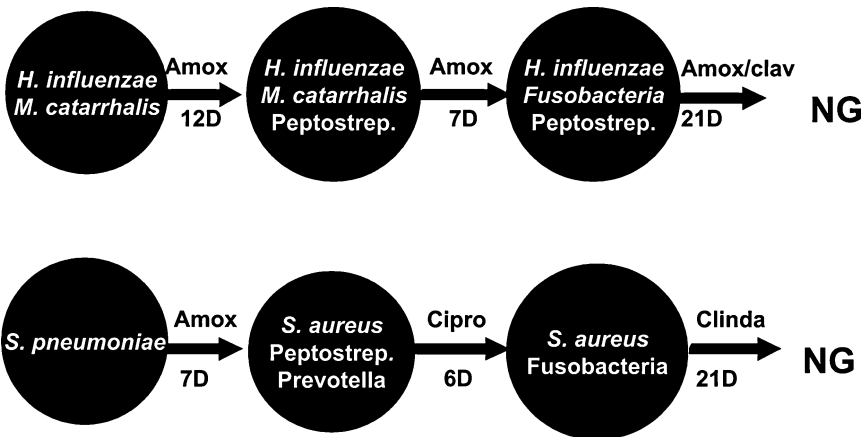 H. influenzae
M. catarrhalis
Amox
12D
H. influenzae
M. catarrhalis
Peptostrep.
Amox
7D
H. influenzae
Fusobacteria
Peptostrep.
Amox/clav
21D
NG
S. pneumoniae
Amox
7D
S. aureus
Peptostrep.
Prevotella
Cipro
6D
S. aureus
Fusobacteria
Clinda
21D
NG